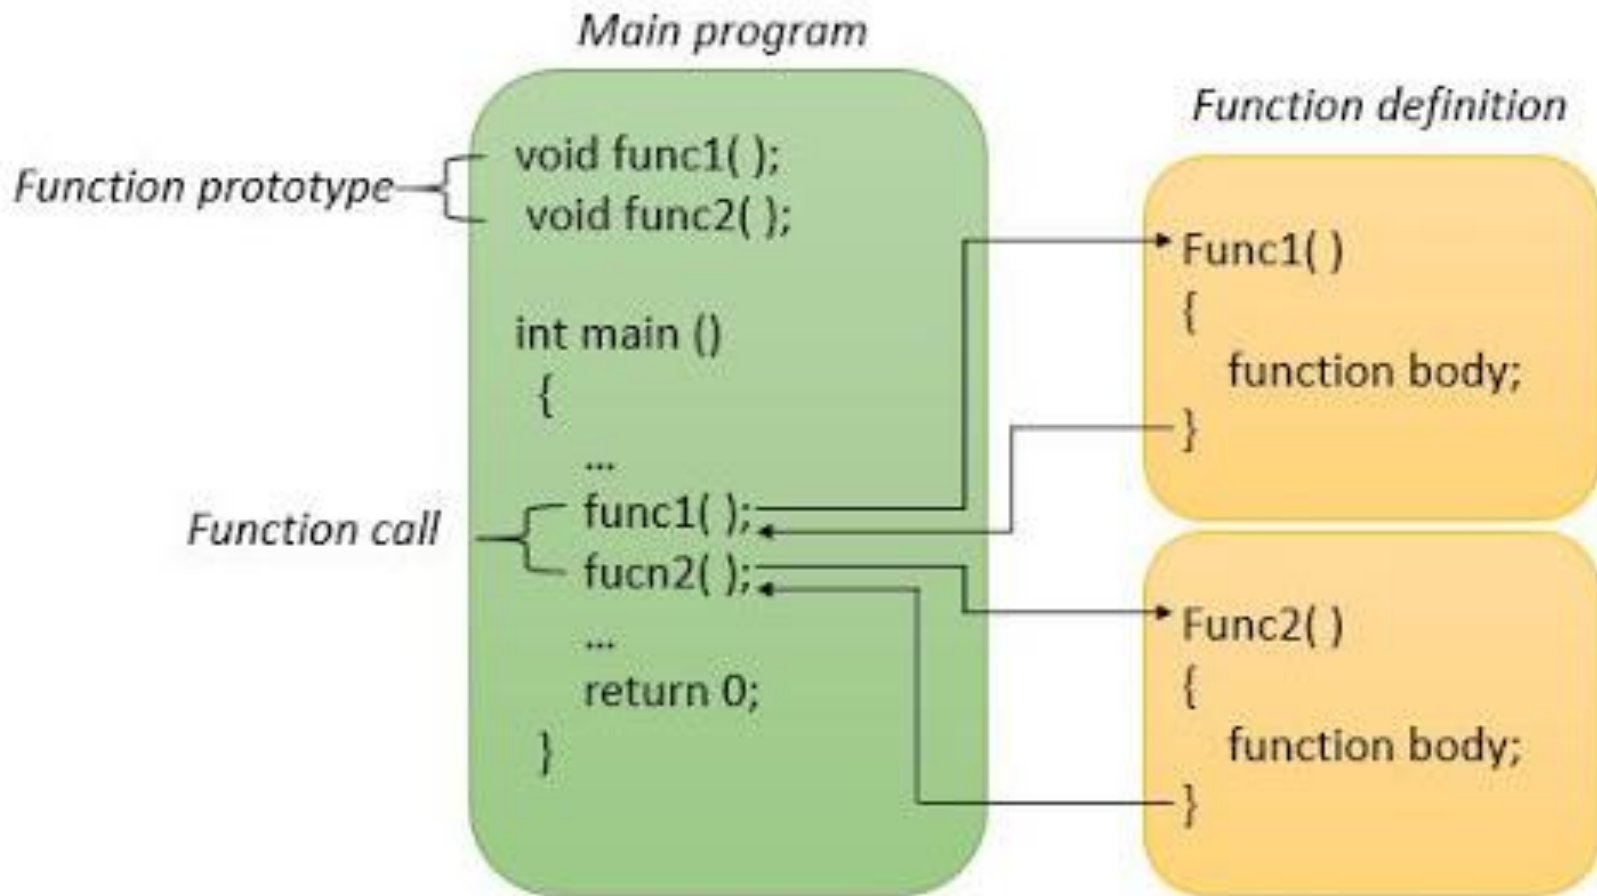 Main program
Function prototype
void func1( );
void func2( );
int main ()
{
...
Function call
func1( );
fucn2( );
...
return 0;
}
Function definition
Func1( )
{
function body;
}
Func2( )
{
function body;
}